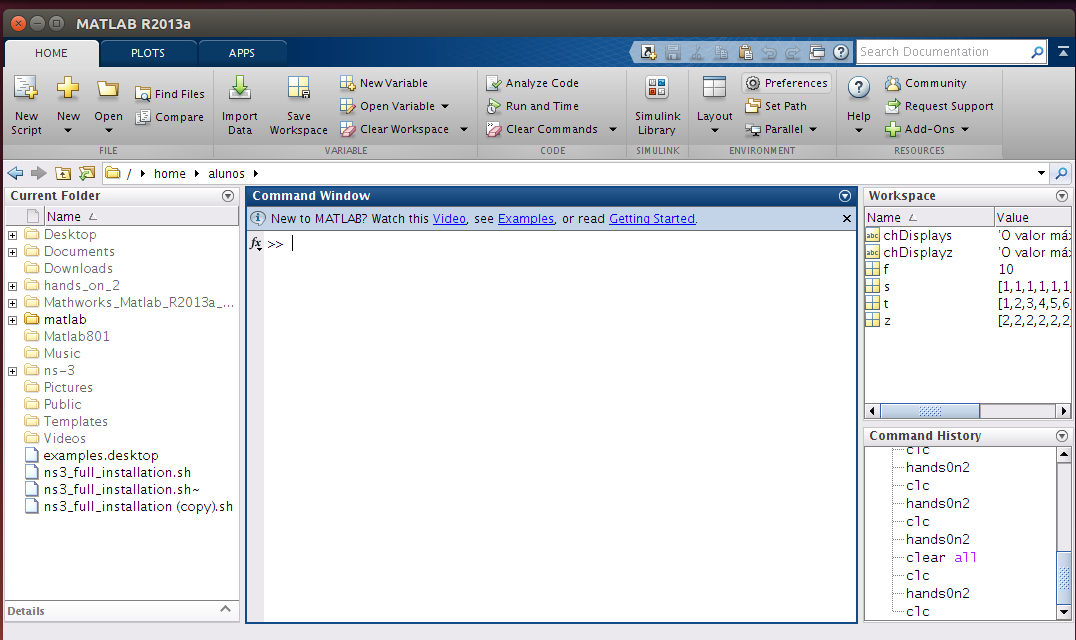 MATLAB R2013a
HOME PLOTS APPS
Search Documentation
New Script
New
Open
Find Files
Compare
FILE
Import Data
Save Workspace
New Variable
Open Variable
Clear Workspace
VARIABLE
Analyze Code
Run and Time
Clear Commands
CODE
Simulink Library
SIMULINK
Layout
Preferences
Set Path
Parallel
ENVIRONMENT
Help
Community
Request Support
Add-Ons
RESOURCES
/ home alunos
Current Folder
Name
Desktop
Documents
Downloads
hands_on_2
Mathworks_Matlab_R2013a_...
matlab
Matlab801
Music
ns-3
Pictures
Public
Templates
Videos
examples.desktop
ns3_full_installation.sh
ns3_full_installation.sh~
ns3_full_installation (copy).sh
Details
Command Window
New to MATLAB? Watch this Video, see Examples, or read Getting Started.
fx >>
Workspace
Name Value
abc chDisplays 'O valor má
abc chDisplayz 'O valor má
f 10
s [1,1,1,1,1,1,
t [1,2,3,4,5,6,
z [2,2,2,2,2,2
Command History
clc
hands0n2
clc
hands0n2
clc
hands0n2
clear all
clc
hands0n2
clc